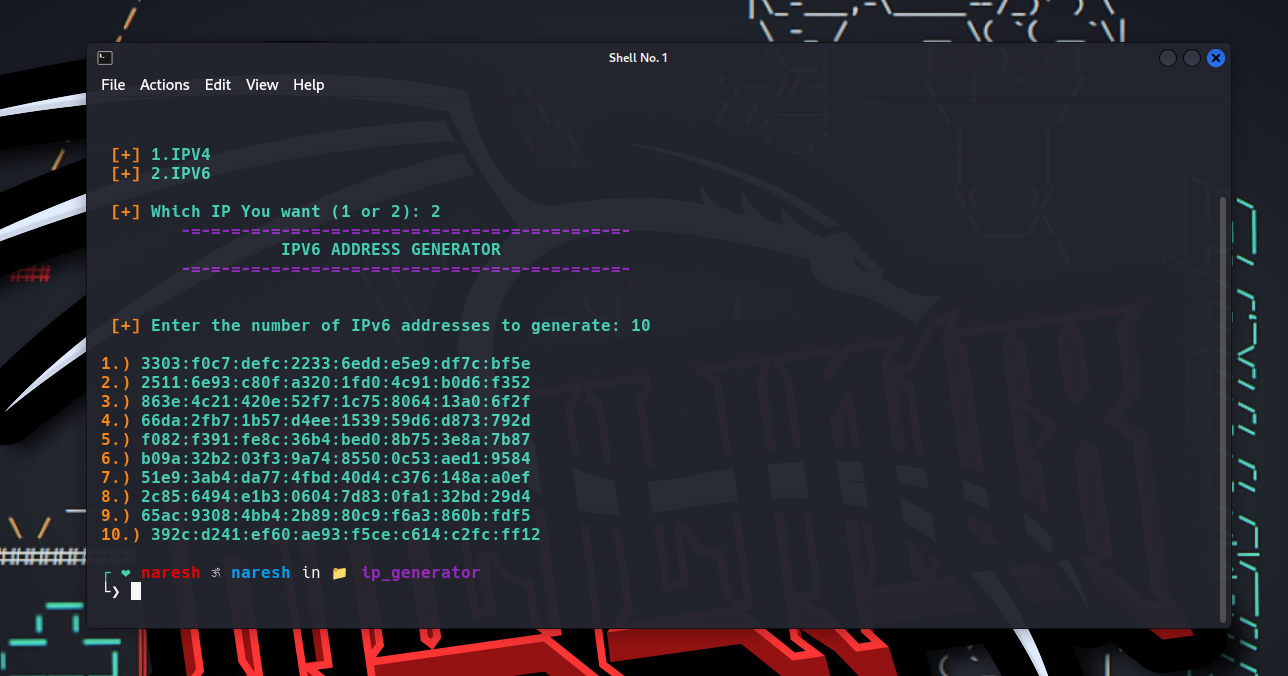 Shell No. 1
File Actions Edit View Help
[+] 1.IPV4
[+] 2.IPV6
[+] Which IP You want (1 or 2): 2
-=-=-=-=-=-=-=-=-=-=-=-=-=-=-=-=-=-=-=-=-=-=-
IPV6 ADDRESS GENERATOR
-=-=-=-=-=-=-=-=-=-=-=-=-=-=-=-=-=-=-=-=-=-=-
[+] Enter the number of IPv6 addresses to generate: 10
1.) 3303:f0c7:defc:2233:6edd:e5e9:df7c:bf5e
2.) 2511:6e93:c80f:a320:1fd0:4c91:b0d6:f352
3.) 863e:4c21:420e:52f7:1c75:8064:13a0:6f2f
4.) 66da:2fb7:1b57:d4ee:1539:59d6:d873:792d
5.) f082:f391:fe8c:36b4:bed0:8b75:3e8a:7b87
6.) b09a:32b2:03f3:9a74:8550:0c53:aed1:9584
7.) 51e9:3ab4:da77:4fbd:40d4:c376:148a:a0ef
8.) 2c85:6494:e1b3:0604:7d83:0fa1:32bd:29d4
9.) 65ac:9308:4bb4:2b89:80c9:f6a3:860b:fdf5
10.) 392c:d241:ef60:ae93:f5ce:c614:c2fc:ff12
┌ ❤ naresh ॐ naresh in 📁 ip_generator
└❯